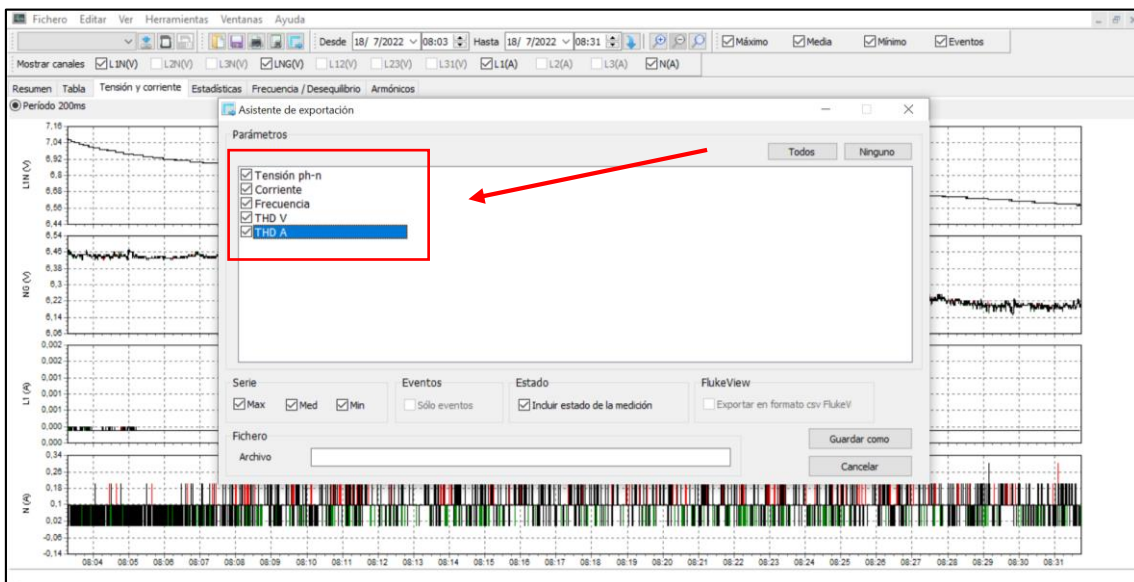 Fichero Editar Ver Herramientas Ventanas Ayuda
Desde 18/ 7/2022 08:03 Hasta 18/ 7/2022 08:31 Máximo Media Mínimo Eventos
Mostrar canales L1N(V) L2N(V) L3N(V) LNG(V) L12(V) L23(V) L31(V) L1(A) L2(A) L3(A) N(A)
Resumen Tabla Tensión y corriente Estadísticas Frecuencia / Desequilibrio Armónicos
Período 200ms
Asistente de exportación
Parámetros
Todos Ninguno
Tensión ph-n
Corriente
Frecuencia
THD V
THD A
Serie Eventos Estado FlukeView
Max Med Min Sólo eventos Incluir estado de la medición Exportar en formato csv FlukeV
Fichero
Guardar como
Archivo
Cancelar
L1N (V)
7,16
7,04
6,92
6,8
6,68
6,56
6,44
NG (V)
6,54
6,46
6,38
6,3
6,22
6,14
6,06
L1 (A)
0,002
0,002
0,001
0,001
0,001
0,000
0,000
N (A)
0,34
0,26
0,18
0,1
0,02
-0,06
-0,14
08:04 08:05 08:06 08:07 08:08 08:09 08:10 08:11 08:12 08:13 08:14 08:15 08:16 08:17 08:18 08:19 08:20 08:21 08:22 08:23 08:24 08:25 08:26 08:27 08:28 08:29 08:30 08:31